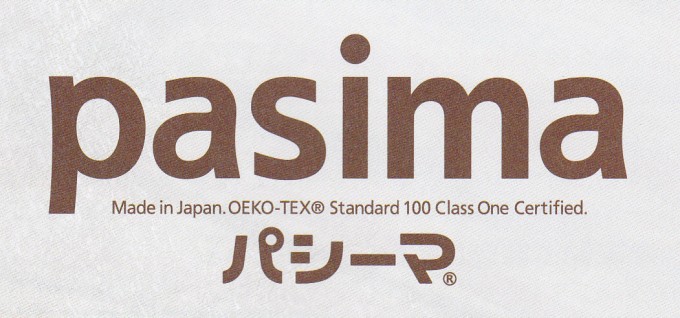 pasima
Made in Japan. OEKO-TEX® Standard 100 Class One Certified.
パシーマ®